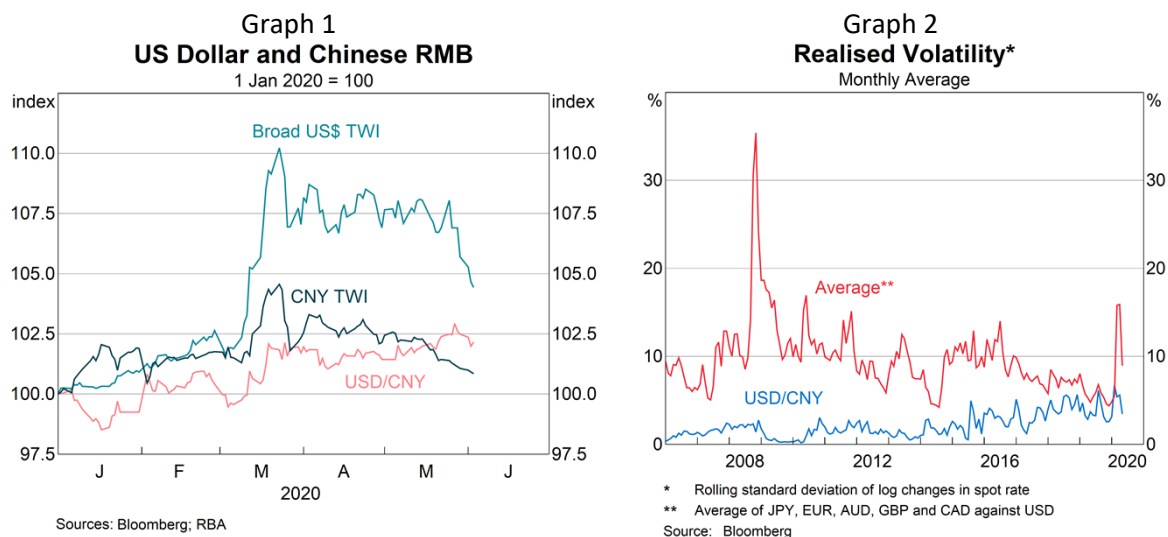 Graph 1
US Dollar and Chinese RMB
1 Jan 2020 = 100
index
index
Broad US$ TWI
110.0
110.0
107.5
107.5
105.0
105.0
CNY TWI
102.5
102.5
USD/CNY
100.0
100.0
97.5
97.5
J
F
M
A
M
J
2020
Sources: Bloomberg; RBA
Graph 2
Realised Volatility*
Monthly Average
%
%
30
30
20
20
Average**
10
10
USD/CNY
0
0
2008
2012
2016
2020
* Rolling standard deviation of log changes in spot rate
** Average of JPY, EUR, AUD, GBP and CAD against USD
Source: Bloomberg